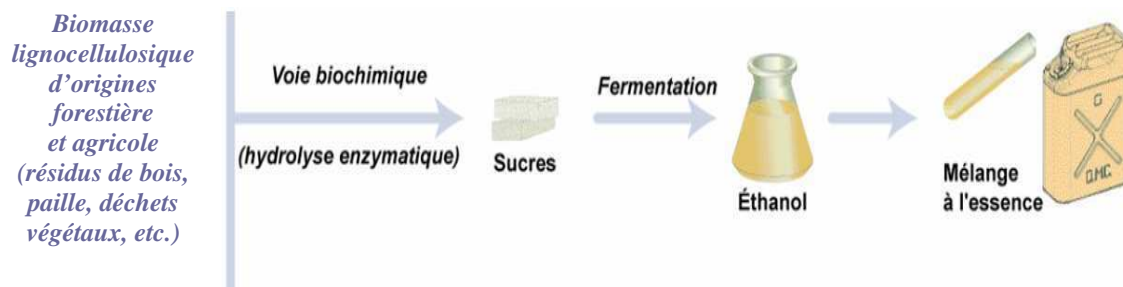 Biomasse
lignocellulosique
d’origines
forestière
et agricole
(résidus de bois,
paille, déchets
végétaux, etc.)
Voie biochimique
(hydrolyse enzymatique)
Sucres
Fermentation
Éthanol
Mélange
à l'essence
G